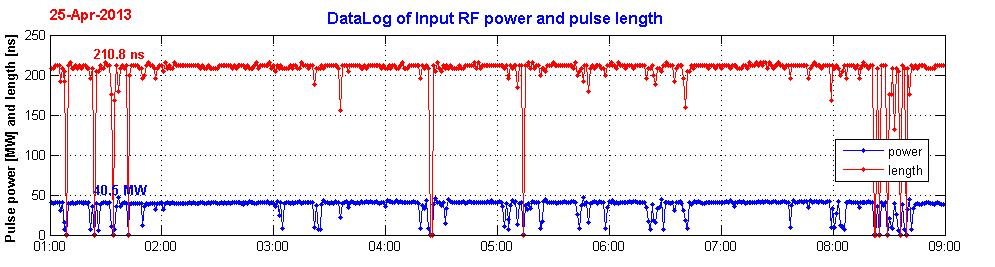 25-Apr-2013
DataLog of Input RF power and pulse length
Pulse power [MW] and length [ns]
250
200
150
100
50
0
210.8 ns
40.5 MW
power
length
01:00 02:00 03:00 04:00 05:00 06:00 07:00 08:00 09:00